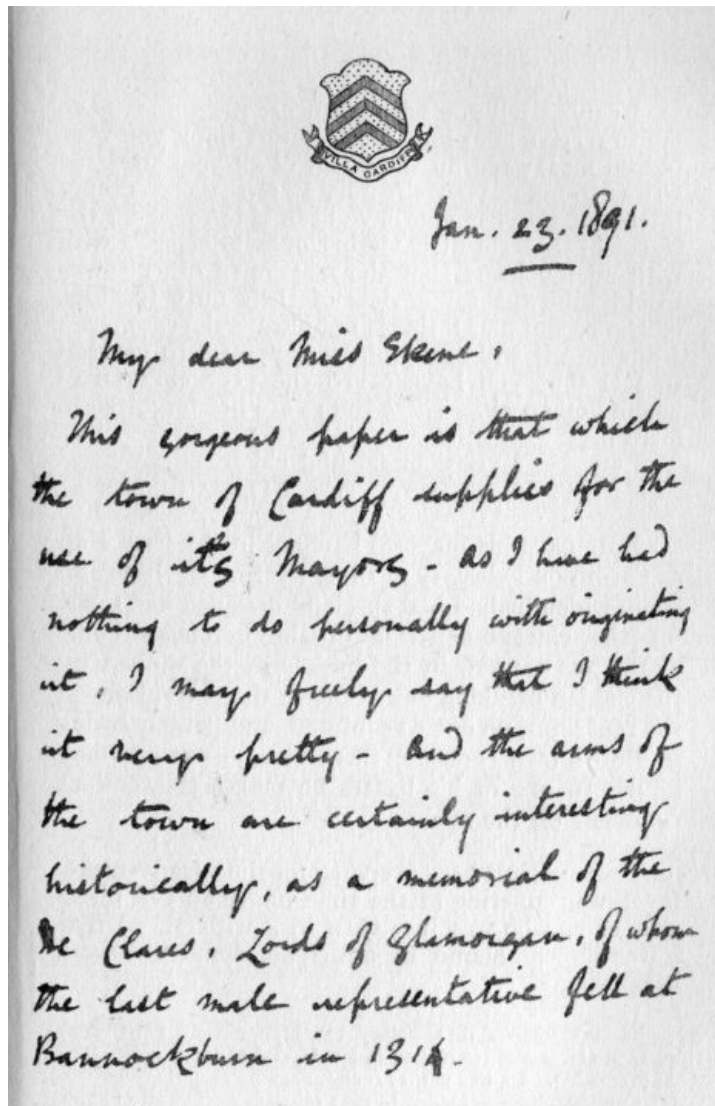 VILLA CARDIFF
Jan. 23. 1891.
My dear Miss Skene,
This gorgeous paper is that which
the town of Cardiff supplies for the
use of its Mayors - as I have had
nothing to do personally with originating
it, I may freely say that I think
it very pretty - and the arms of
the town are certainly interesting
historically, as a memorial of the
De Clares, Lords of Glamorgan, of whom
the last male representative fell at
Bannockburn in 1314.